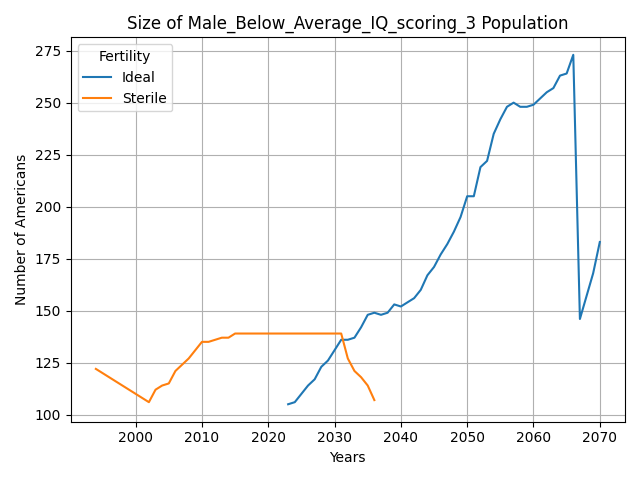 Size of Male_Below_Average_IQ_scoring_3 Population
Fertility
Ideal
Sterile
Number of Americans
275
250
225
200
175
150
125
100
2000 2010 2020 2030 2040 2050 2060 2070
Years